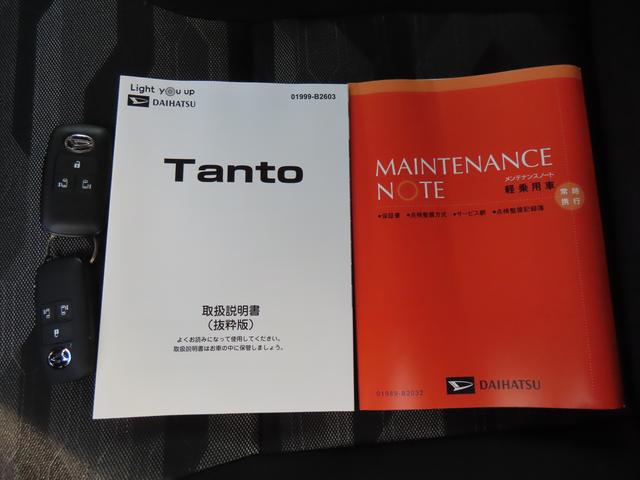 Light you up
DAIHATSU
01999-B2603
Tanto
取扱説明書
(抜粋版)
よくお読みになって使用してください。
取扱説明書はお車の中に保管しましょう。
MAINTENANCE
NOTE
メンテナンスノート
軽乗用車
常時
携行
●保証書 ●点検整備方式 ●サービス網 ●点検整備記録簿
01989-B2032
DAIHATSU